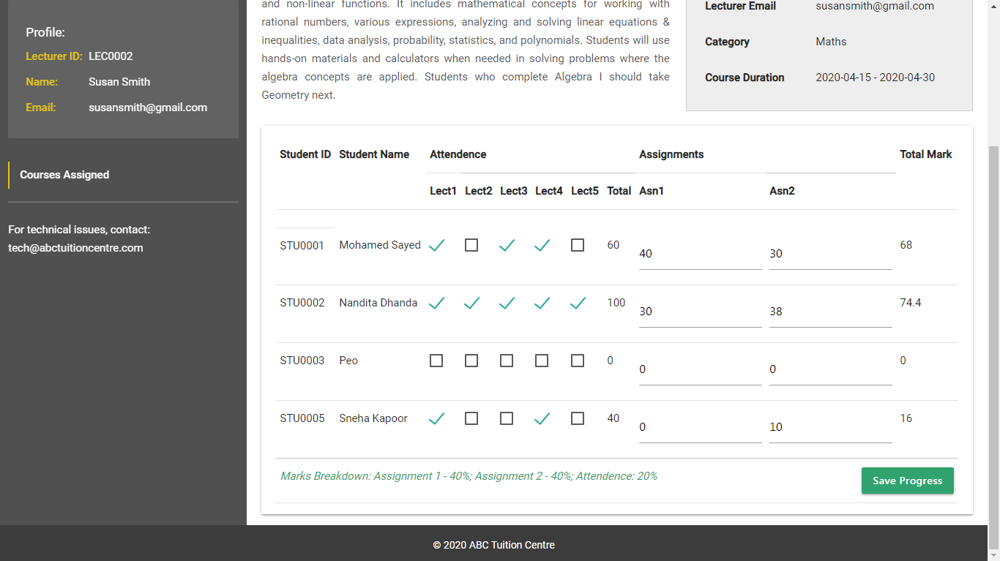 Profile:
Lecturer ID: LEC0002
Name: Susan Smith
Email: susansmith@gmail.com
Courses Assigned
For technical issues, contact:
tech@abctuitioncentre.com
and non-linear functions. It includes mathematical concepts for working with
rational numbers, various expressions, analyzing and solving linear equations &
inequalities, data analysis, probability, statistics, and polynomials. Students will use
hands-on materials and calculators when needed in solving problems where the
algebra concepts are applied. Students who complete Algebra I should take
Geometry next.
Lecturer Email susansmith@gmail.com
Category Maths
Course Duration 2020-04-15 - 2020-04-30
Student ID Student Name Attendence Assignments Total Mark
Lect1 Lect2 Lect3 Lect4 Lect5 Total Asn1 Asn2
STU0001 Mohamed Sayed 60 40 30 68
STU0002 Nandita Dhanda 100 30 38 74.4
STU0003 Peo 0 0 0 0
STU0005 Sneha Kapoor 40 0 10 16
Marks Breakdown: Assignment 1 - 40%; Assignment 2 - 40%; Attendence: 20%
Save Progress
© 2020 ABC Tuition Centre